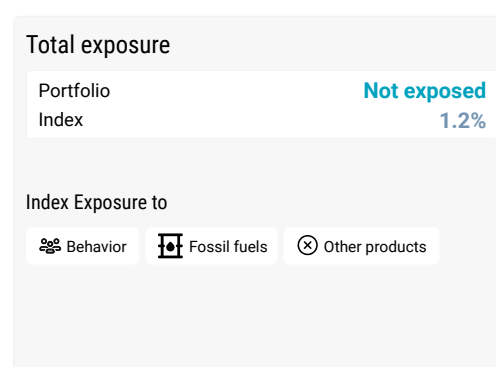 Total exposure
Portfolio Not exposed
Index 1.2%
Index Exposure to
Behavior Fossil fuels Other products